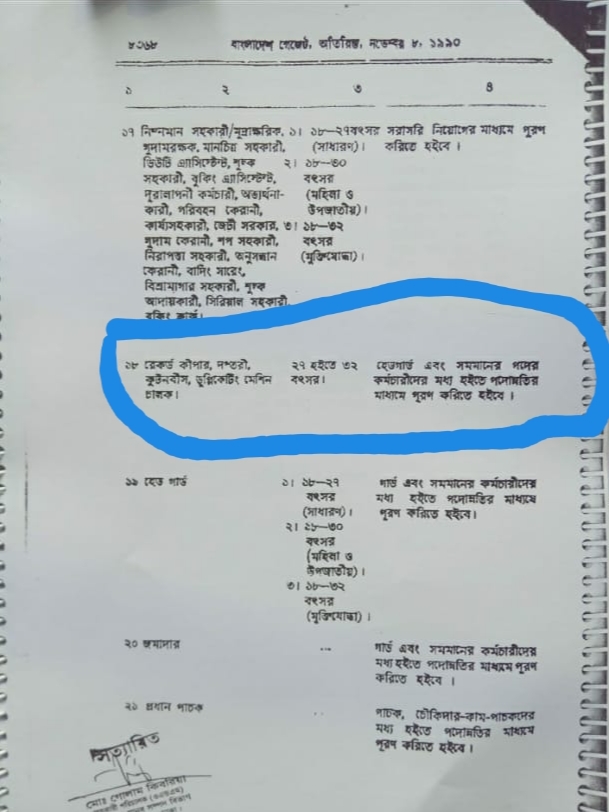 ৮৩৬৮ বাংলাদেশ গেজেট, অতিরিক্ত, নভেম্বর ৮, ১৯৯০
১ ২ ৩ ৪
১৭ নিম্নমান সহকারী/মুদ্রাক্ষরিক, ১। ১৮—২৭বৎসর সরাসরি নিয়োগের মাধ্যমে পূরণ
গুদামরক্ষক, মানচিত্র সহকারী, (সাধারণ)। করিতে হইবে।
ডিউটি এ্যাসিস্টেন্ট, শুল্ক ২। ১৮—৩০
সহকারী, বুকিং এ্যাসিস্টেন্ট, বৎসর
দূরালাপনী কর্মচারী, অভ্যর্থনা- (মহিলা ও
কারী, পরিবহন কেরানী, উপজাতীয়)।
কার্যসহকারী, জেটী সরকার, ৩। ১৮—৩২
গুদাম কেরানী, পণ সহকারী, বৎসর
নিরাপত্তা সহকারী, অনুসন্ধান (মুক্তিযোদ্ধা)।
কেরানী, বার্দিং সারেং,
বিশ্রামাগার সহকারী, শুল্ক
আদায়কারী, সিরিয়াল সহকারী,
বুকিং ক্লার্ক।
১৮ রেকর্ড কীপার, দপ্তরী, ২৭ হইতে ৩২ হেডগার্ড এবং সমমানের পদের
রুটনবীস, ডুপ্লিকেটিং মেশিন বৎসর। কর্মচারীদের মধ্য হইতে পদোন্নতির
চালক। মাধ্যমে পূরণ করিতে হইবে।
১৯ হেড গার্ড ১। ১৮—২৭ গার্ড এবং সমমানের কর্মচারীদের
বৎসর মধ্য হইতে পদোন্নতির মাধ্যমে
(সাধারণ)। পূরণ করিতে হইবে।
২। ১৮—৩০
বৎসর
(মহিলা ও
উপজাতীয়)।
৩। ১৮—৩২
বৎসর
(মুক্তিযোদ্ধা)।
২০ জমাদার ... গার্ড এবং সমমানের কর্মচারীদের
মধ্য হইতে পদোন্নতির মাধ্যমে পূরণ
করিতে হইবে।
২১ প্রধান পাচক .. পাচক, চৌকিদার-কাম-পাচকদের
মধ্য হইতে পদোন্নতির মাধ্যমে
পূরণ করিতে হইবে।
সত্যায়িত
মোঃ গোলাম কিবরিয়া